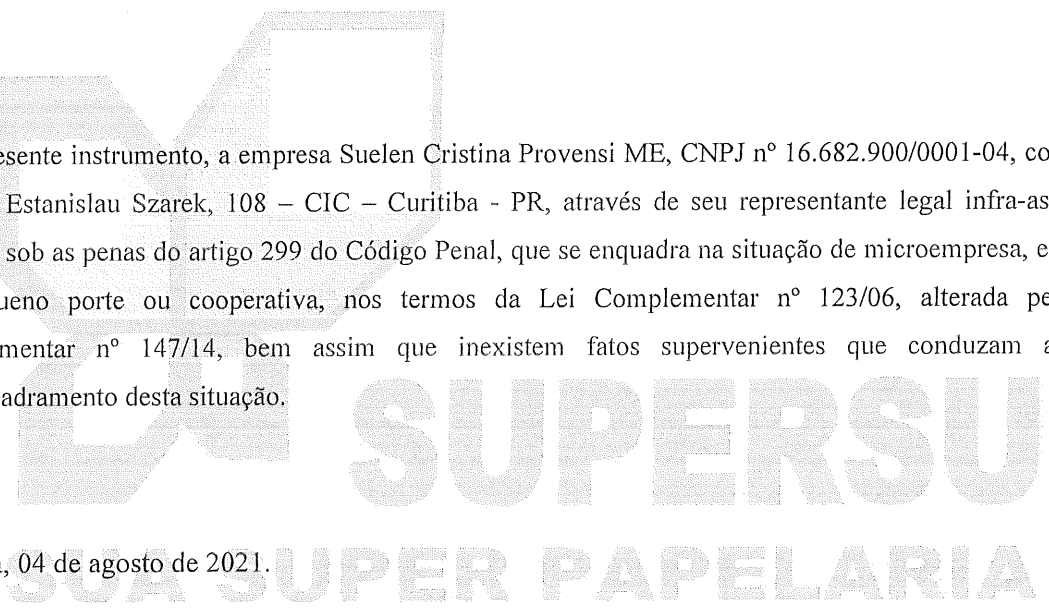 esente instrumento, a empresa Suelen Cristina Provensi ME, CNPJ nº 16.682.900/0001-04, co
Estanislau Szarek, 108 – CIC – Curitiba - PR, através de seu representante legal infra-as
sob as penas do artigo 299 do Código Penal, que se enquadra na situação de microempresa, e
ueno porte ou cooperativa, nos termos da Lei Complementar nº 123/06, alterada pe
mentar nº 147/14, bem assim que inexistem fatos supervenientes que conduzam a
adramento desta situação.
SUPERSU
, 04 de agosto de 2021.
SUA SUPER PAPELARIA